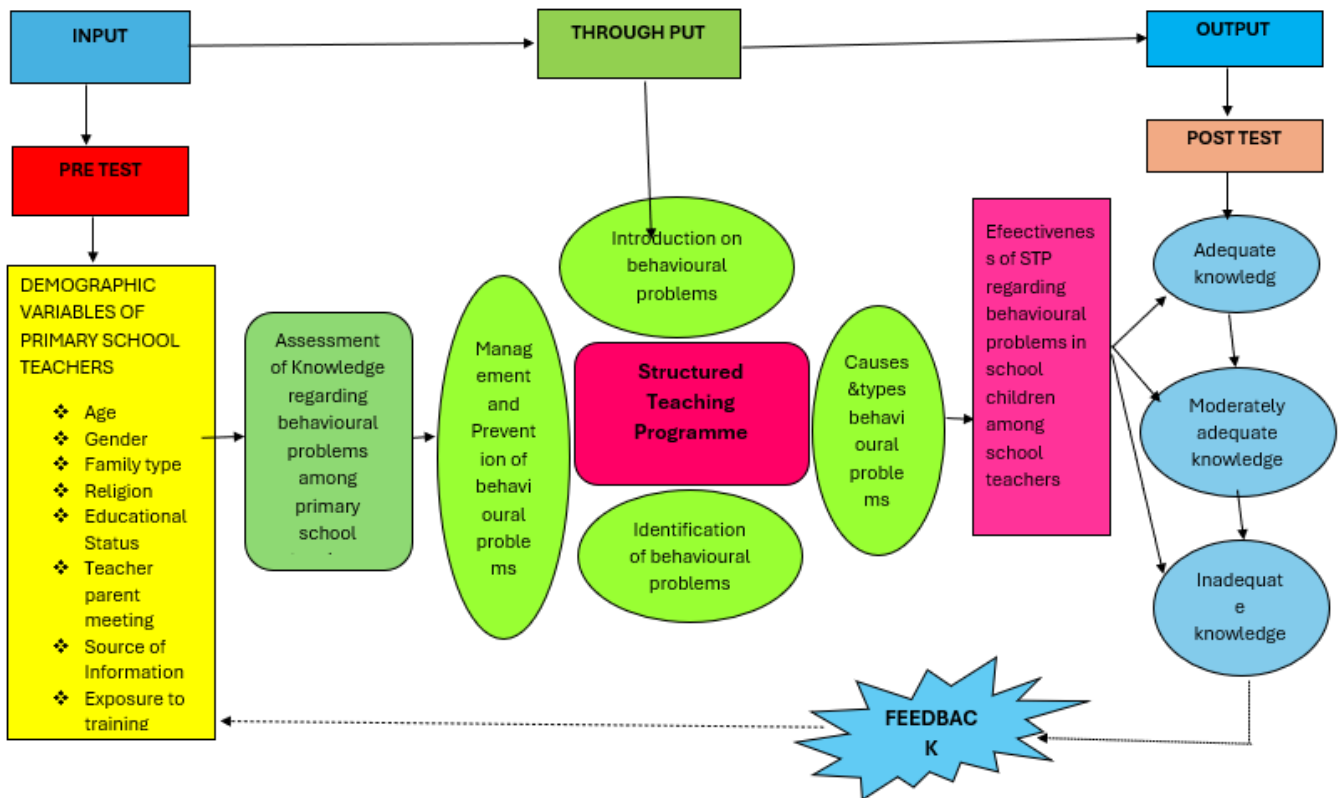 INPUT
THROUGH PUT
OUTPUT
PRE TEST
POST TEST
DEMOGRAPHIC
VARIABLES OF
PRIMARY SCHOOL
TEACHERS
❖ Age
❖ Gender
❖ Family type
❖ Religion
❖ Educational
Status
❖ Teacher
parent
meeting
❖ Source of
Information
❖ Exposure to
training
Assessment
of Knowledge
regarding
behavioural
problems
among
primary
school
Manag
ement
and
Prevent
ion of
behavi
oural
proble
ms
Introduction on
behavioural
problems
Structured
Teaching
Programme
Identification
of behavioural
problems
Causes
&types
behavi
oural
proble
ms
Efeectivenes
s of STP
regarding
behavioural
problems in
school
children
among
school
teachers
Adequate
knowledg
Moderately
adequate
knowledge
Inadequat
e
knowledge
FEEDBAC
K